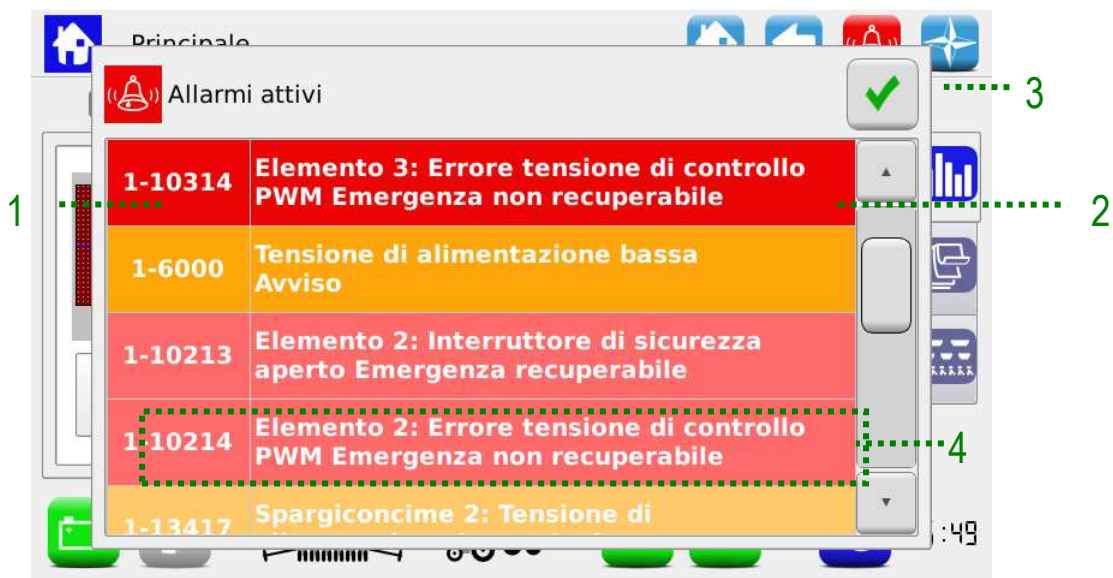 Principale
Allarmi attivi
3
1-10314
Elemento 3: Errore tensione di controllo
PWM Emergenza non recuperabile
1
2
1-6000
Tensione di alimentazione bassa
Avviso
1-10213
Elemento 2: Interruttore di sicurezza
aperto Emergenza recuperabile
1-10214
Elemento 2: Errore tensione di controllo
PWM Emergenza non recuperabile
4
1-13417
Spargiconcime 2: Tensione di
:49